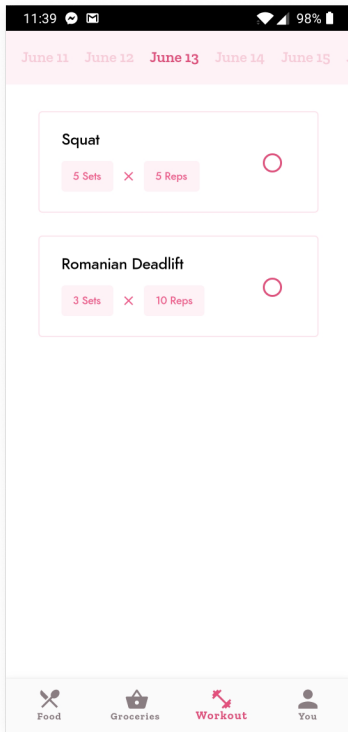 11:39 98%
June 11 June 12 June 13 June 14 June 15
Squat
5 Sets × 5 Reps
Romanian Deadlift
3 Sets × 10 Reps
Food Groceries Workout You